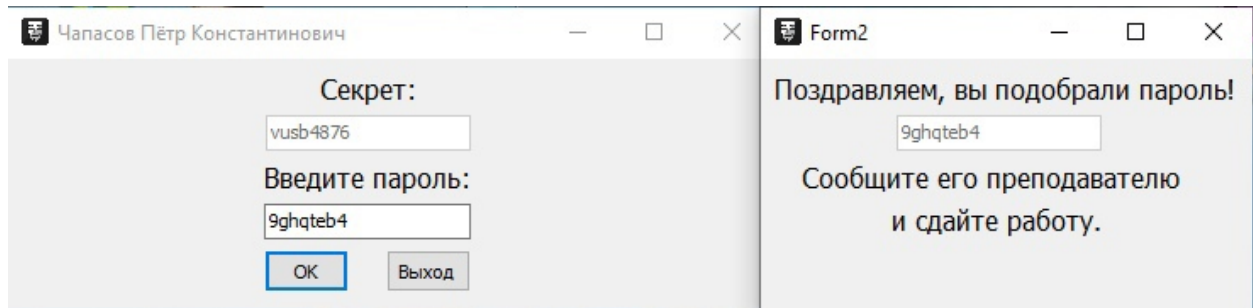 Чапасов Пётр Константинович
Секрет:
vusb4876
Введите пароль:
9ghqteb4
ОК
Выход
Form2
Поздравляем, вы подобрали пароль!
9ghqteb4
Сообщите его преподавателю
и сдайте работу.